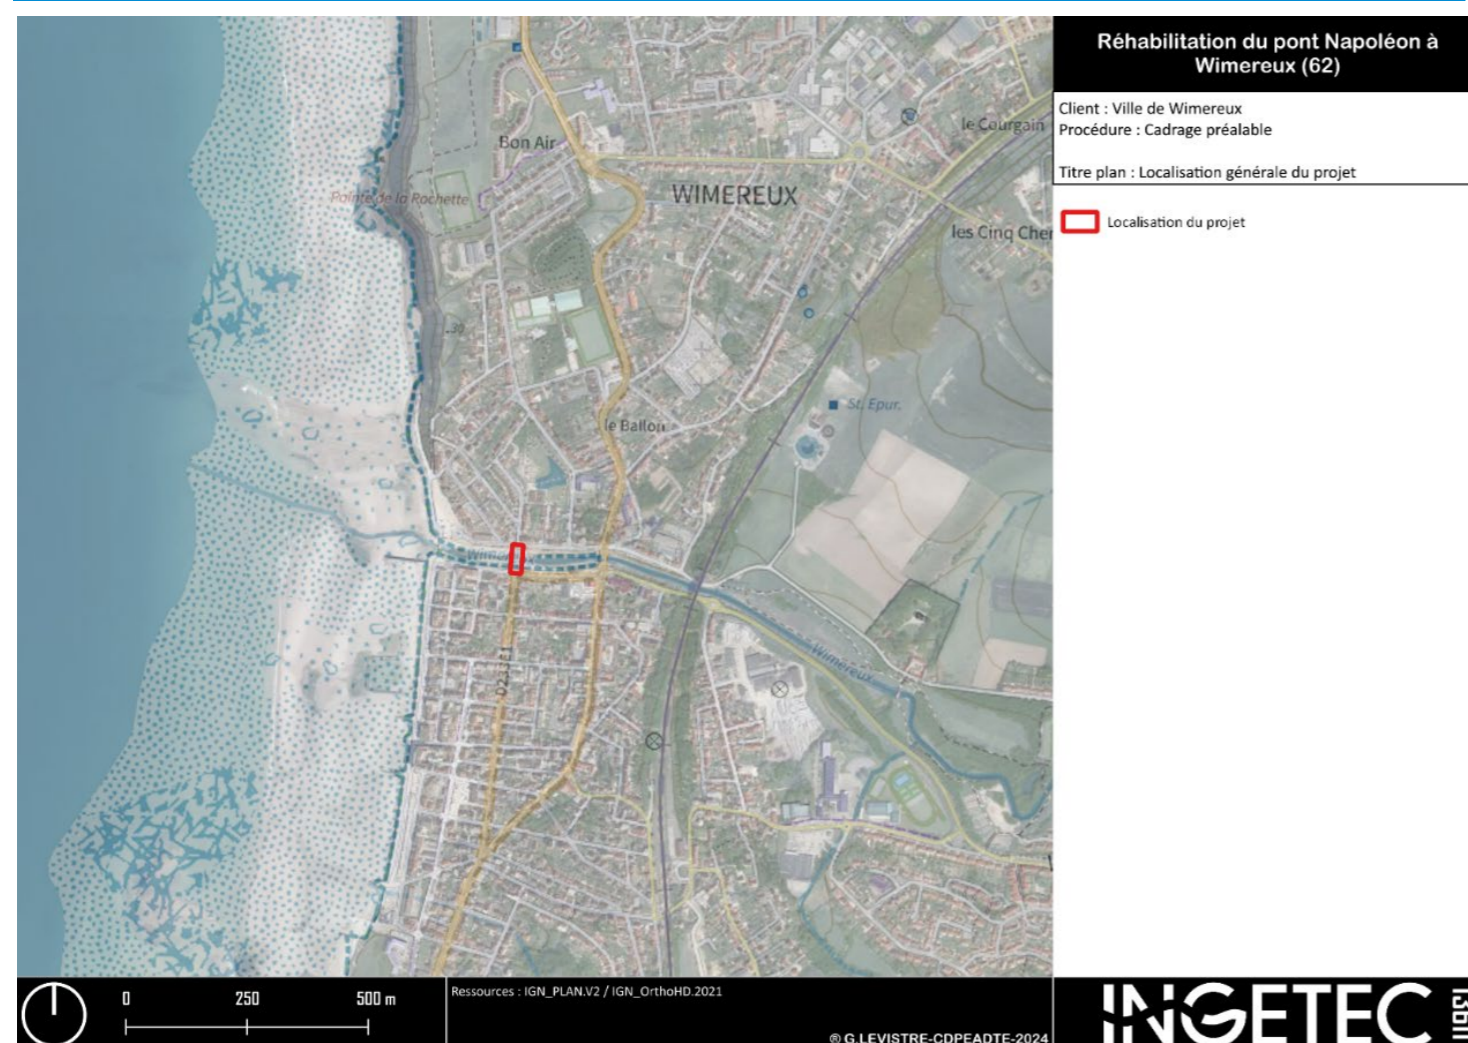 Réhabilitation du pont Napoléon à
Wimereux (62)
Client : Ville de Wimereux
Procédure : Cadrage préalable
Titre plan : Localisation générale du projet
Localisation du projet
le Courgain
Bon Air
WIMEREUX
Pointe de la Rochette
les Cinq Cher
30
St. Epur.
le Ballon
Wimereux
0 250 500 m
Ressources : IGN_PLAN.V2 / IGN_OrthoHD.2021
® G.LEVISTRE-CDPEADTE-2024
INGETEC